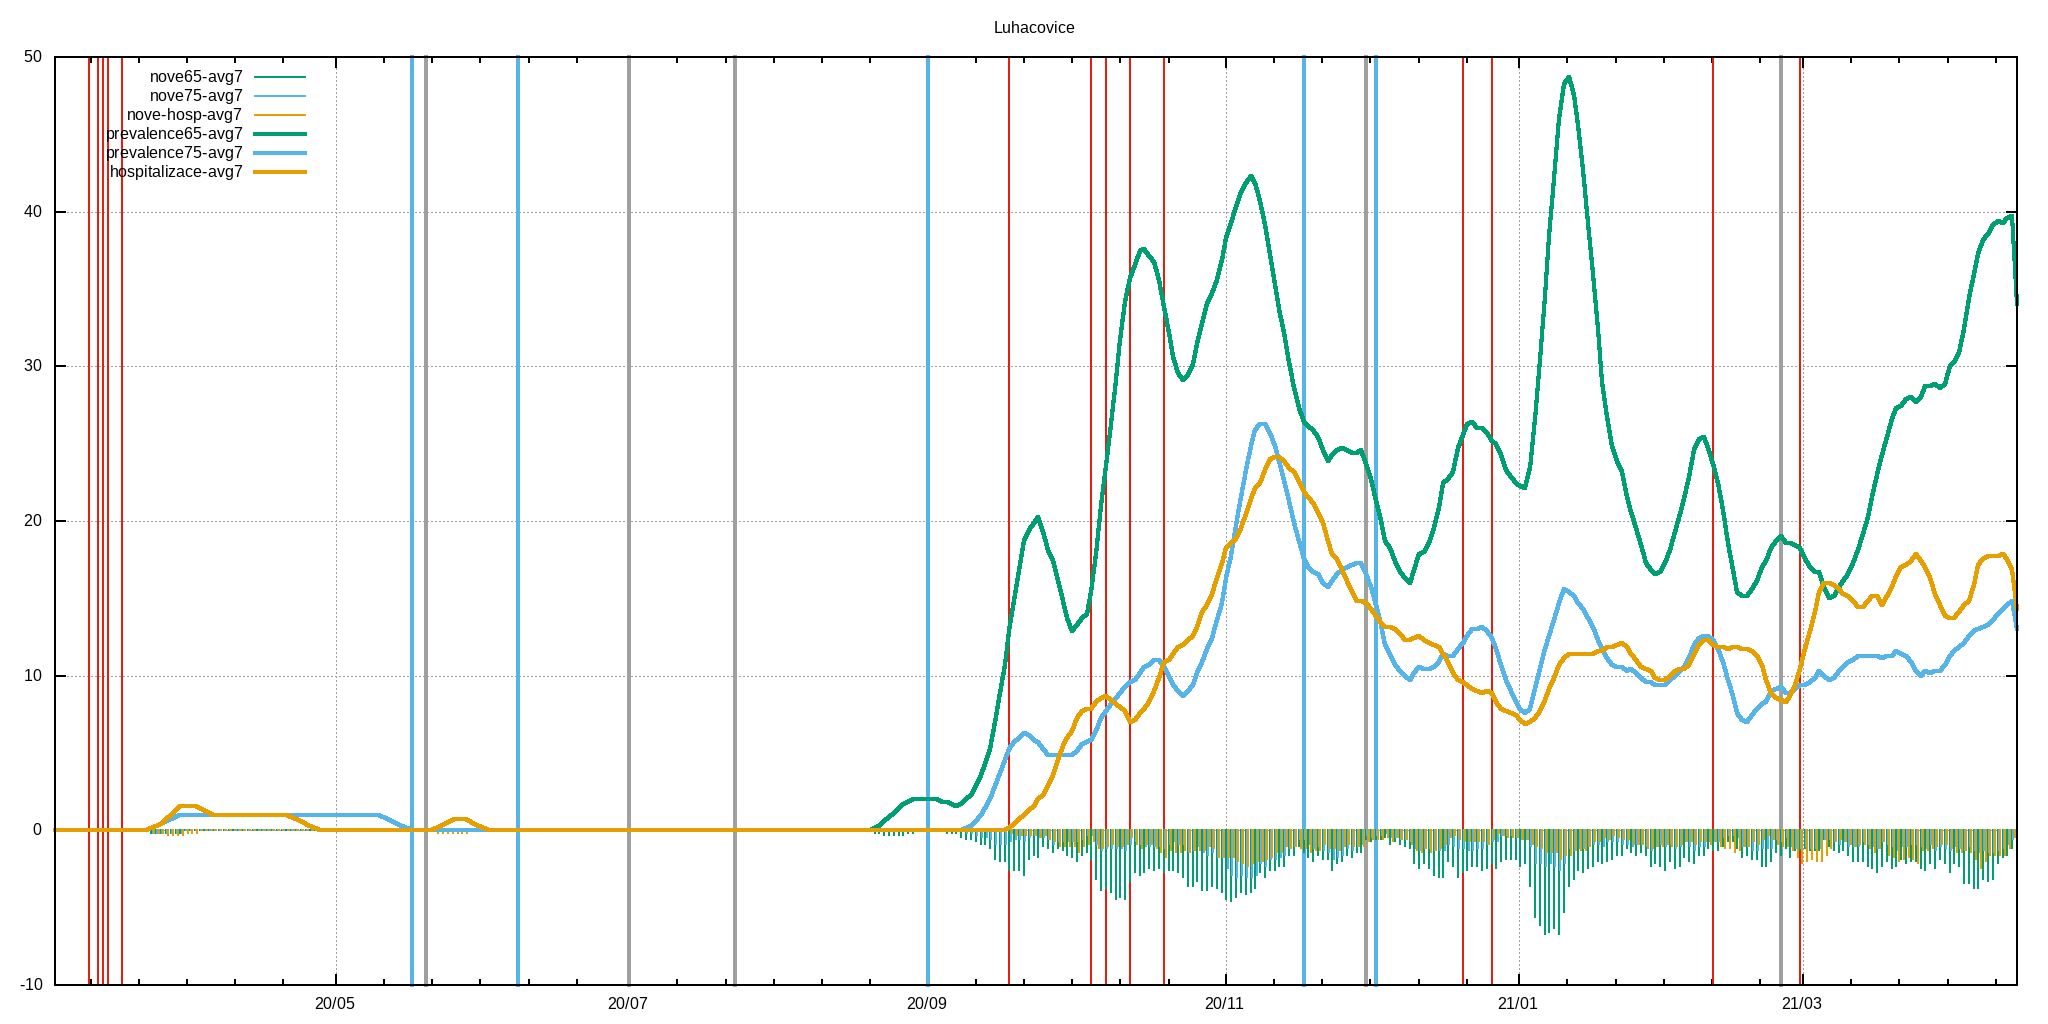 Luhacovice
50
40
30
20
10
0
-10
nove65-avg7
nove75-avg7
nove-hosp-avg7
prevalence65-avg7
prevalence75-avg7
hospitalizace-avg7
20/05 20/07 20/09 20/11 21/01 21/03